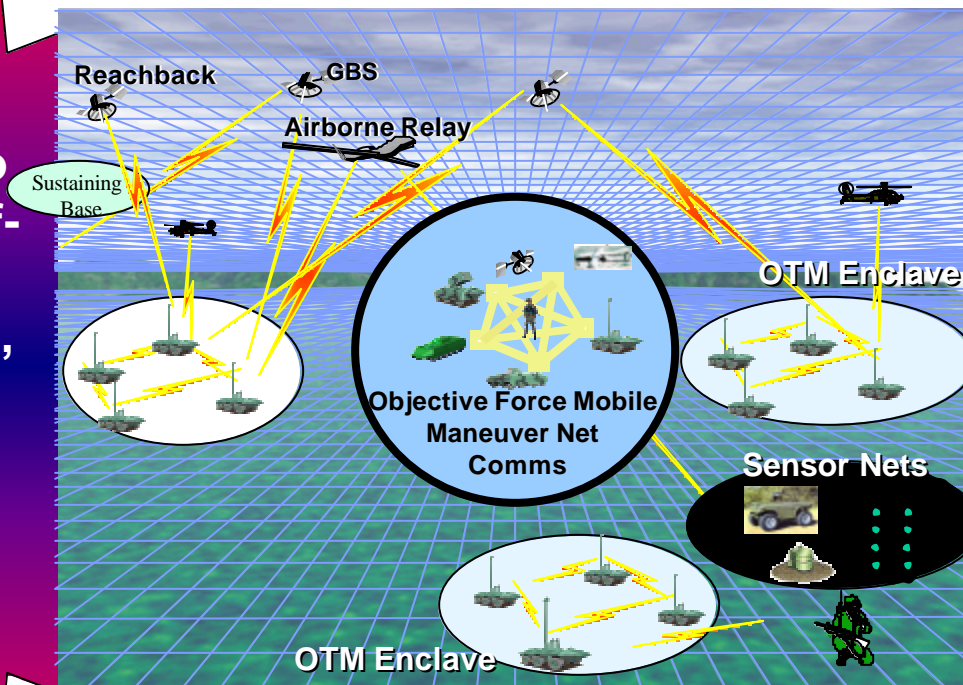 Reachback
GBS
Airborne Relay
Sustaining
Base
OTM Enclave
Objective Force Mobile
Maneuver Net
Comms
Sensor Nets
OTM Enclave